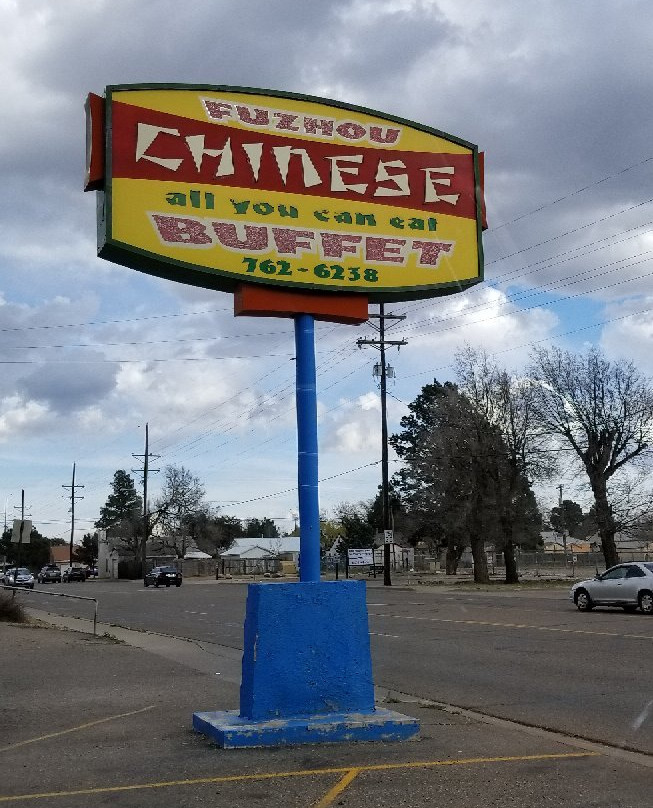 FUZHOU
CHINESE
all you can eat
BUFFET
762-6238